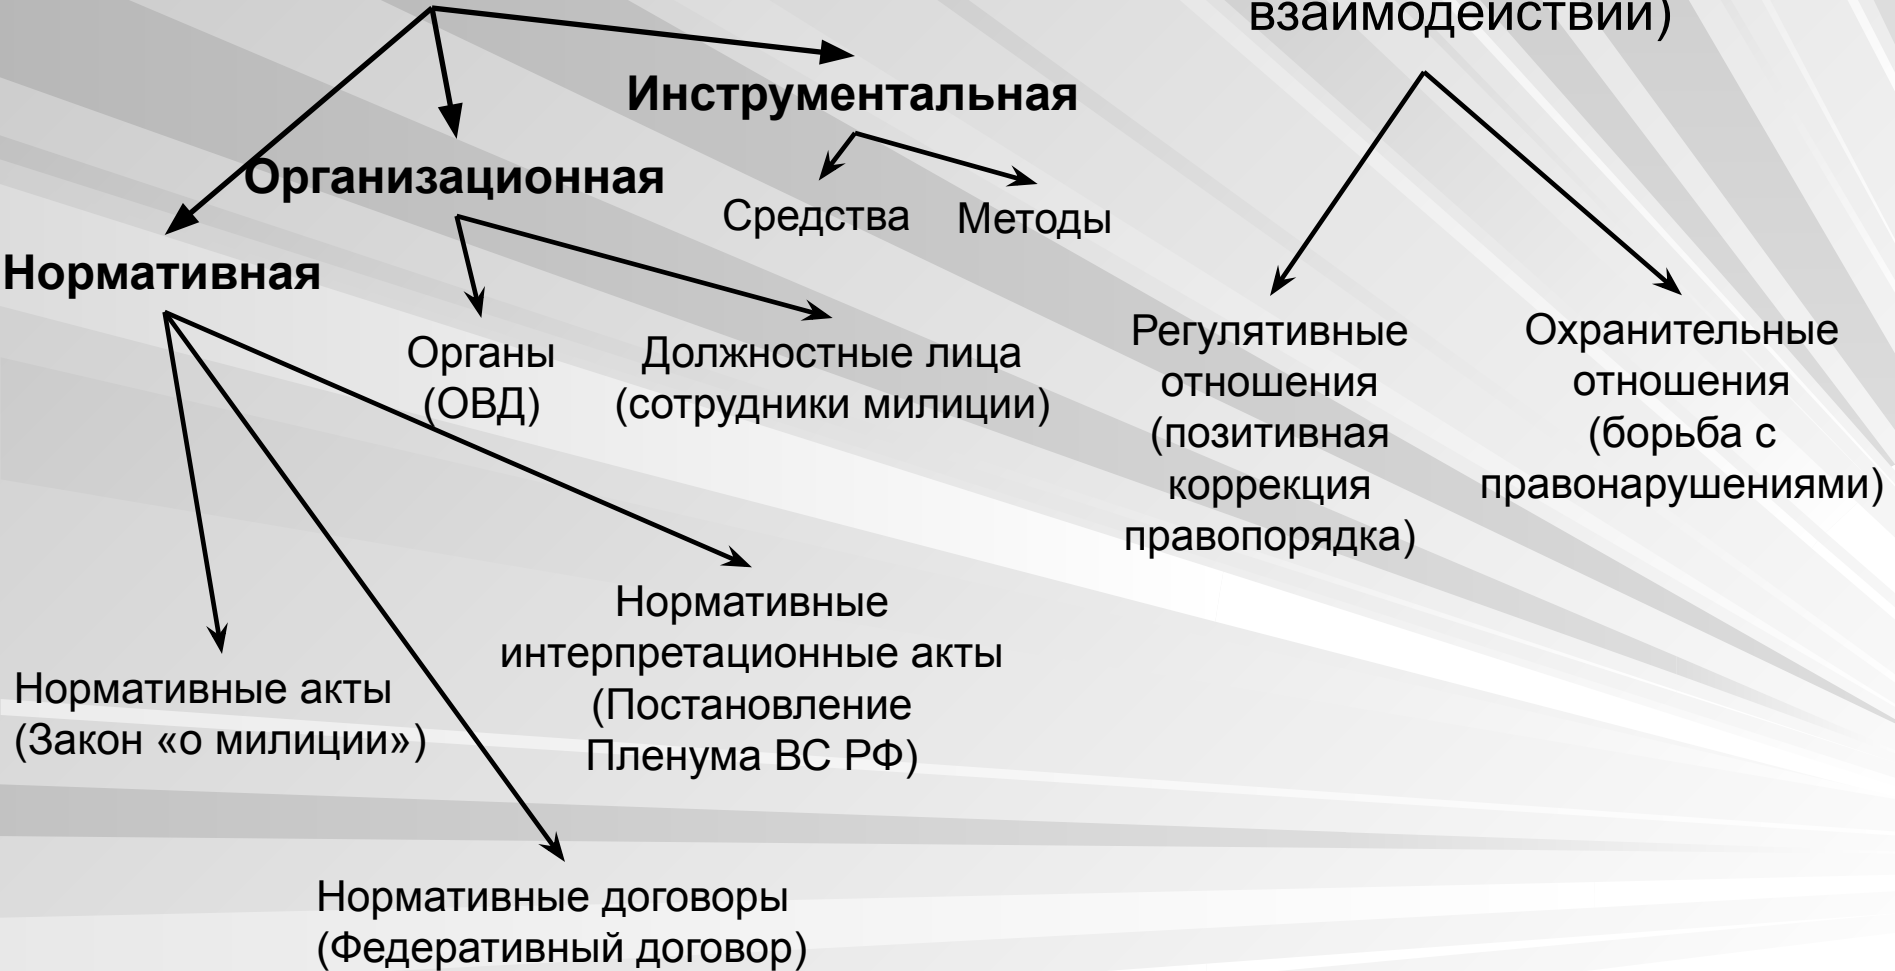 взаимодействии)
Инструментальная
Организационная
Средства
Методы
Нормативная
Органы
(ОВД)
Должностные лица
(сотрудники милиции)
Регулятивные
отношения
(позитивная
коррекция
правопорядка)
Охранительные
отношения
(борьба с
правонарушениями)
Нормативные
интерпретационные акты
(Постановление
Пленума ВС РФ)
Нормативные акты
(Закон «о милиции»)
Нормативные договоры
(Федеративный договор)